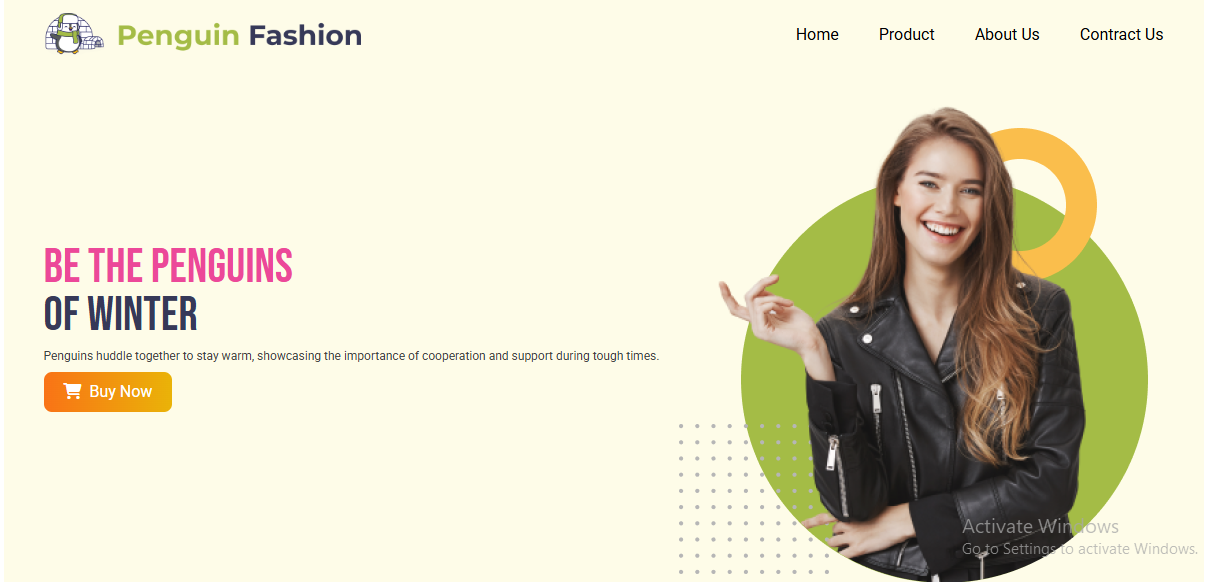 Penguin Fashion
Home Product About Us Contract Us
BE THE PENGUINS
OF WINTER
Penguins huddle together to stay warm, showcasing the importance of cooperation and support during tough times.
Buy Now
Activate Windows
Go to Settings to activate Windows.